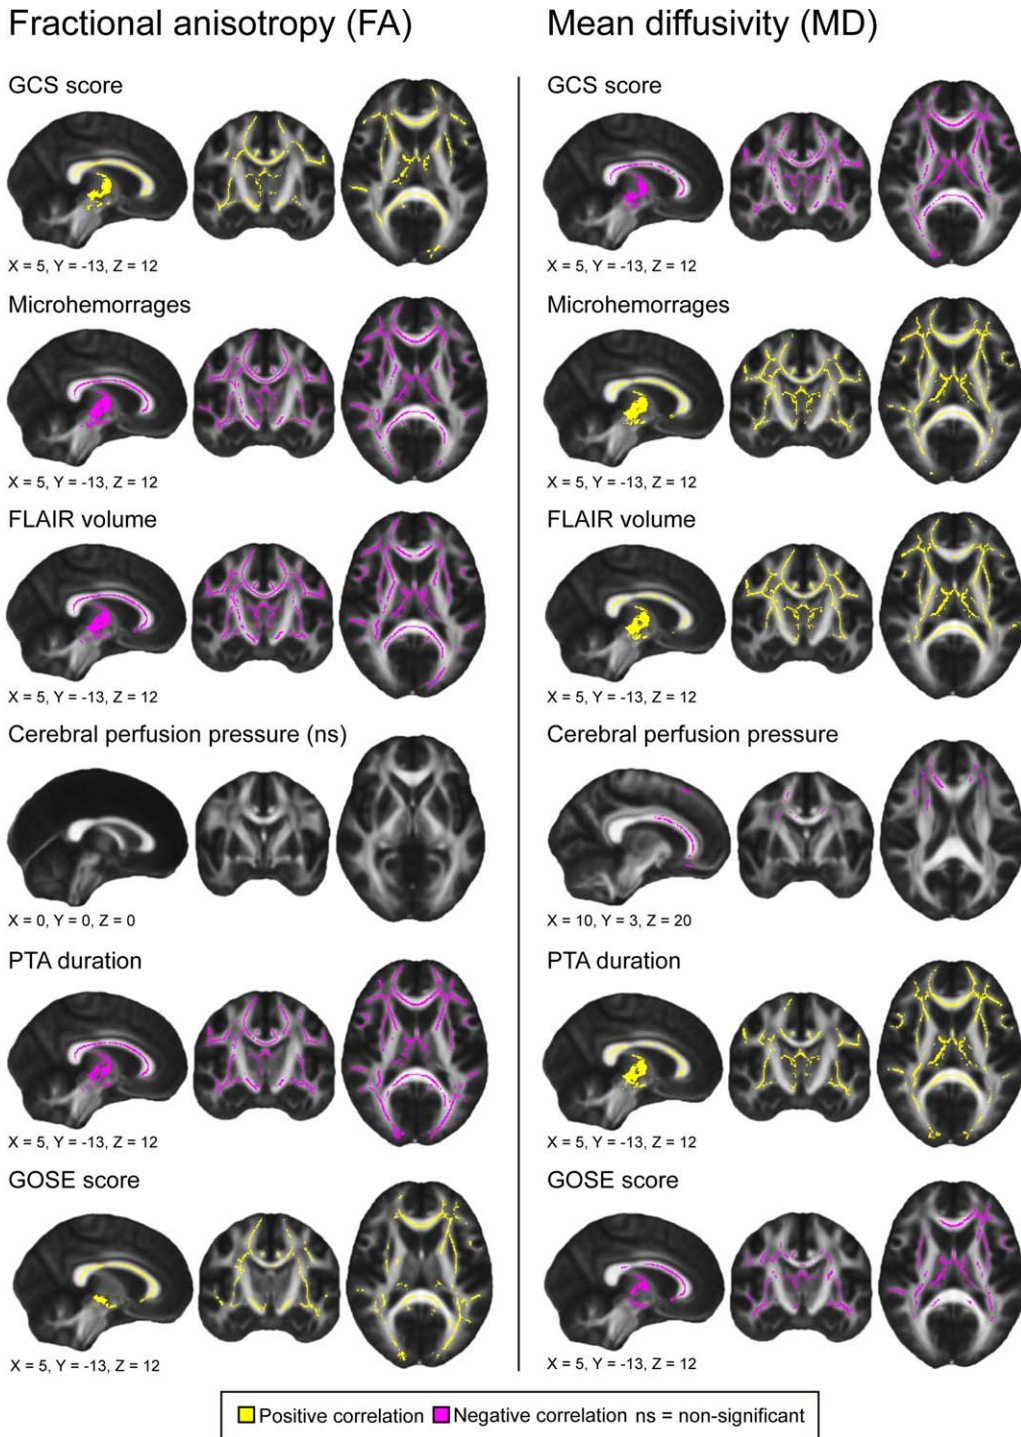 Fractional anisotropy (FA)
Mean diffusivity (MD)
GCS score
X = 5, Y = -13, Z = 12
Microhemorrages
X = 5, Y = -13, Z = 12
FLAIR volume
X = 5, Y = -13, Z = 12
Cerebral perfusion pressure (ns)
X = 0, Y = 0, Z = 0
PTA duration
X = 5, Y = -13, Z = 12
GOSE score
X = 5, Y = -13, Z = 12
GCS score
X = 5, Y = -13, Z = 12
Microhemorrages
X = 5, Y = -13, Z = 12
FLAIR volume
X = 5, Y = -13, Z = 12
Cerebral perfusion pressure
X = 10, Y = 3, Z = 20
PTA duration
X = 5, Y = -13, Z = 12
GOSE score
X = 5, Y = -13, Z = 12
Positive correlation Negative correlation ns = non-significant